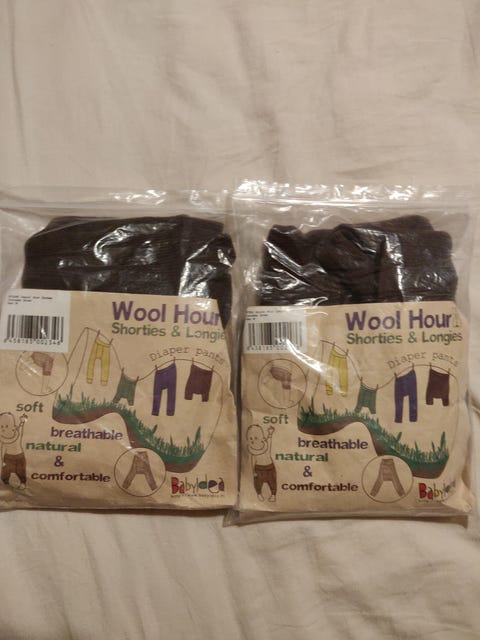 Wool Hour
Shorties & Longie
Diaper pants
soft
breathable
natural
&
comfortable
BabyIdea
Wool Hour
Shorties & Longies
Diaper pants
soft
breathable
natural
&
comfortable
BabyIdea